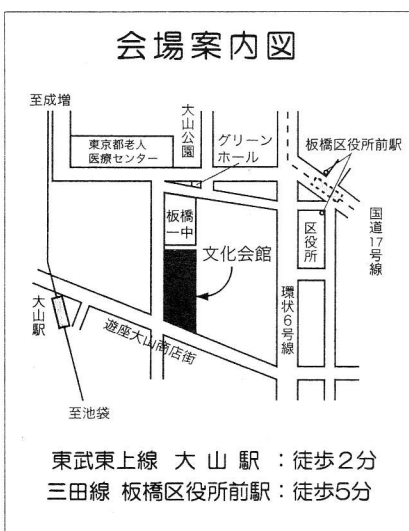 会場案内図
至成増
大山公園
東京都老人
医療センター
グリーン
ホール
板橋区役所前駅
板橋
一中
区役所
国道17号線
文化会館
大山駅
環状6号線
遊座大山商店街
至池袋
東武東上線 大山駅:徒歩2分
三田線 板橋区役所前駅:徒歩5分